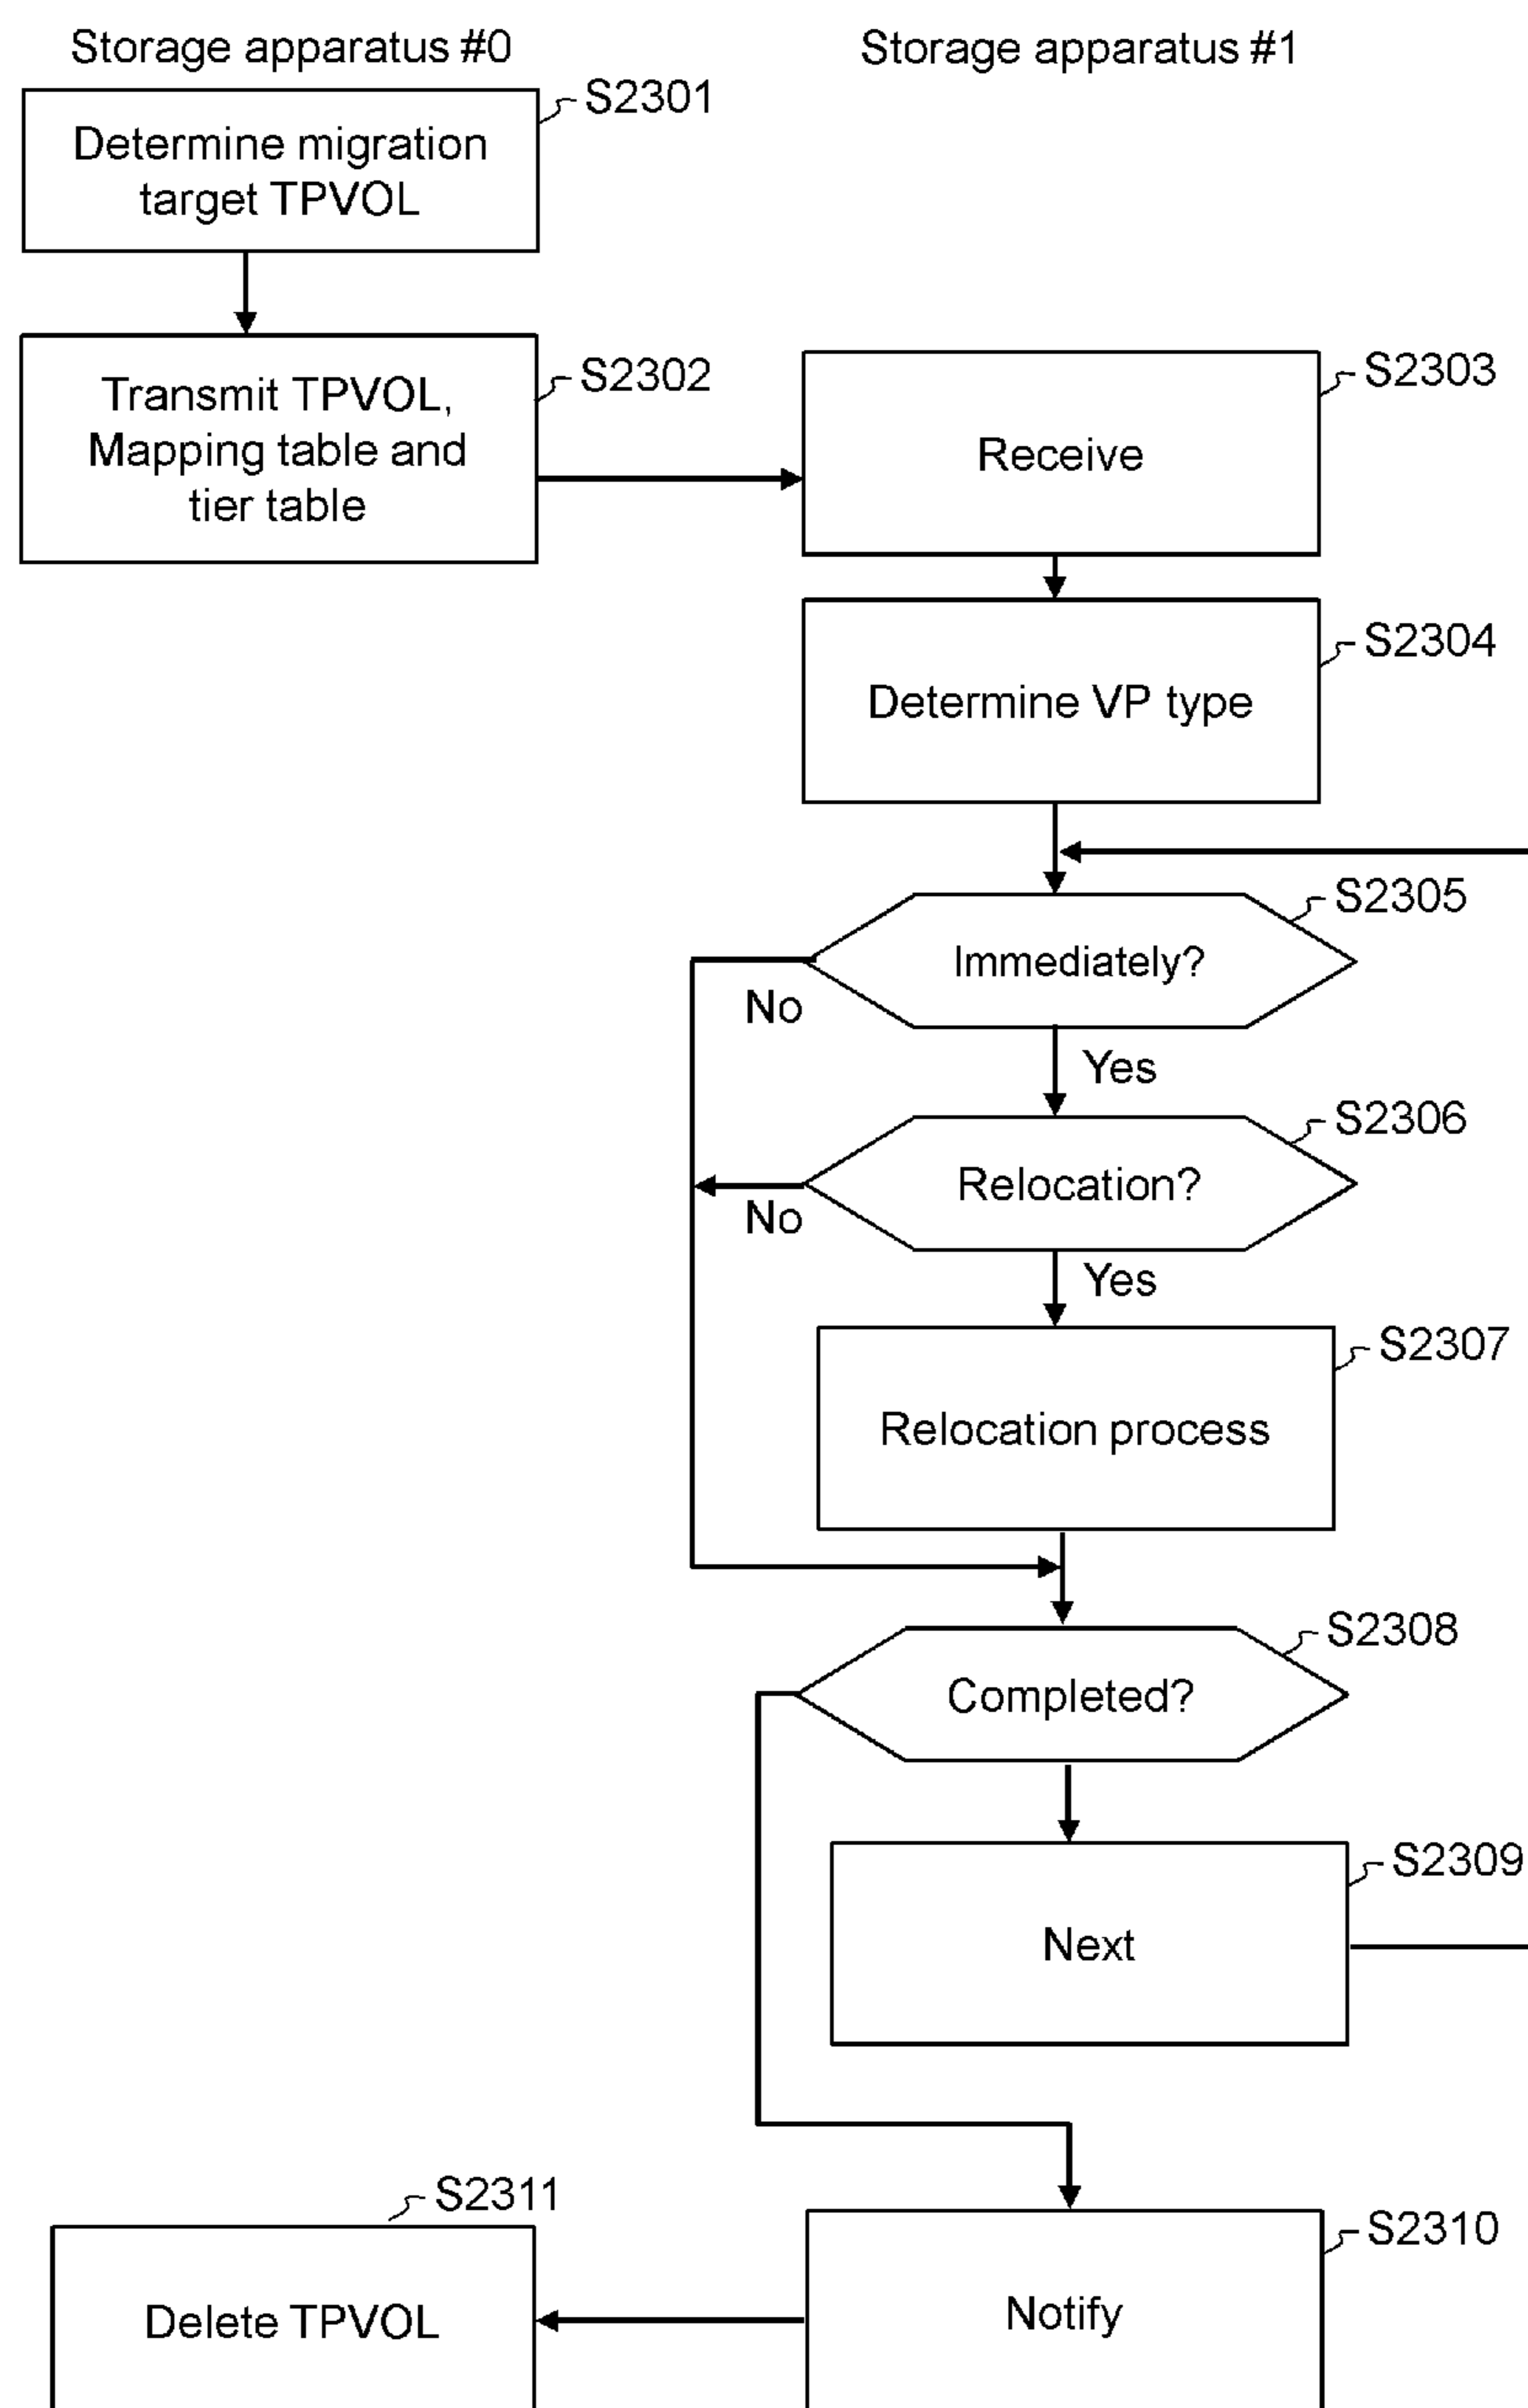 Storage apparatus #0
Storage apparatus #1
S2301
Determine migration
target TPVOL
S2302
Transmit TPVOL,
Mapping table and
tier table
S2303
Receive
S2304
Determine VP type
S2305
Immediately?
No
Yes
S2306
Relocation?
No
Yes
S2307
Relocation process
S2308
Completed?
S2309
Next
S2311
Delete TPVOL
S2310
Notify